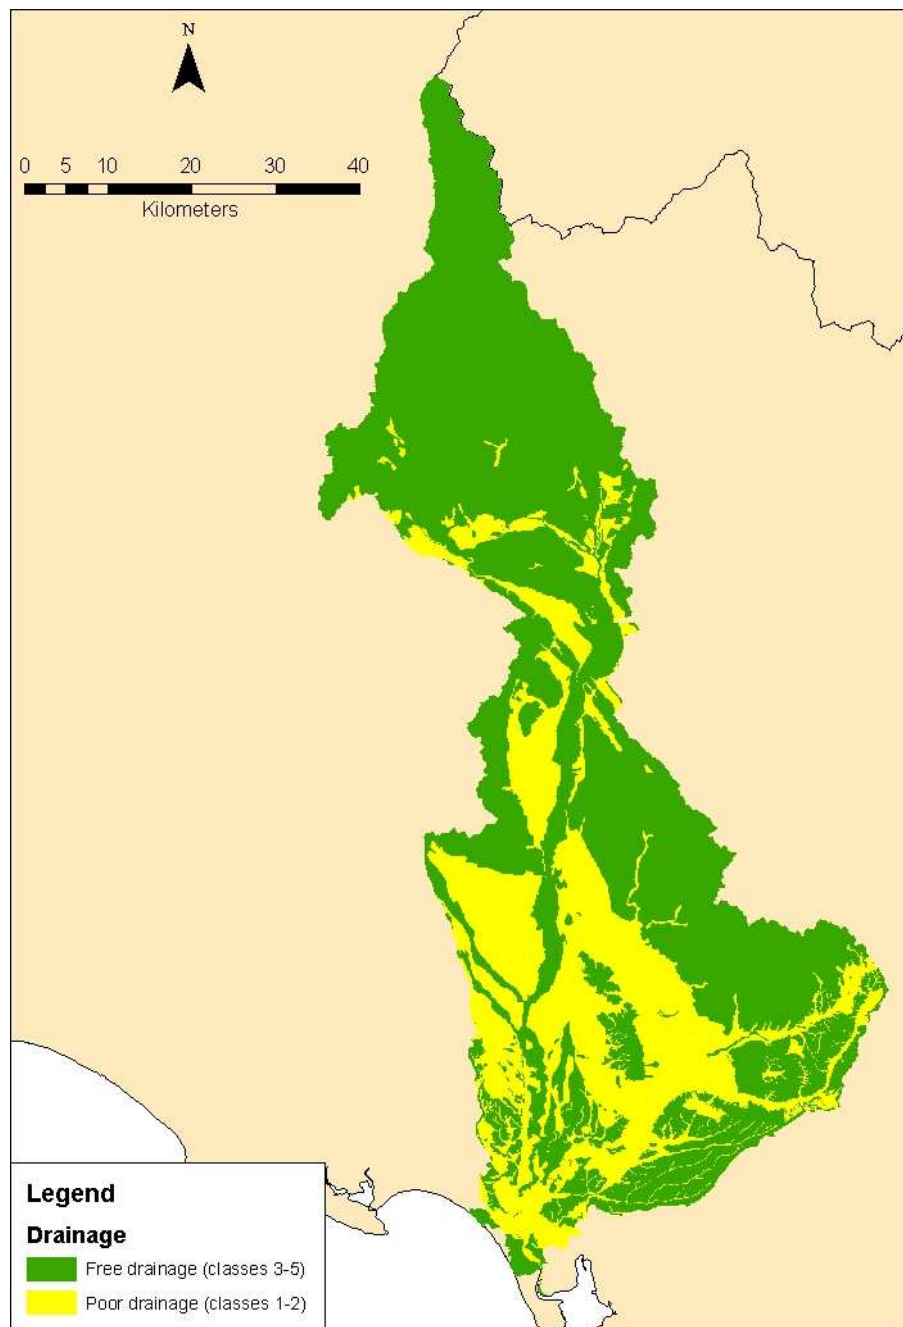 N
0 5 10 20 30 40
Kilometers
Legend
Drainage
Free drainage (classes 3-5)
Poor drainage (classes 1-2)